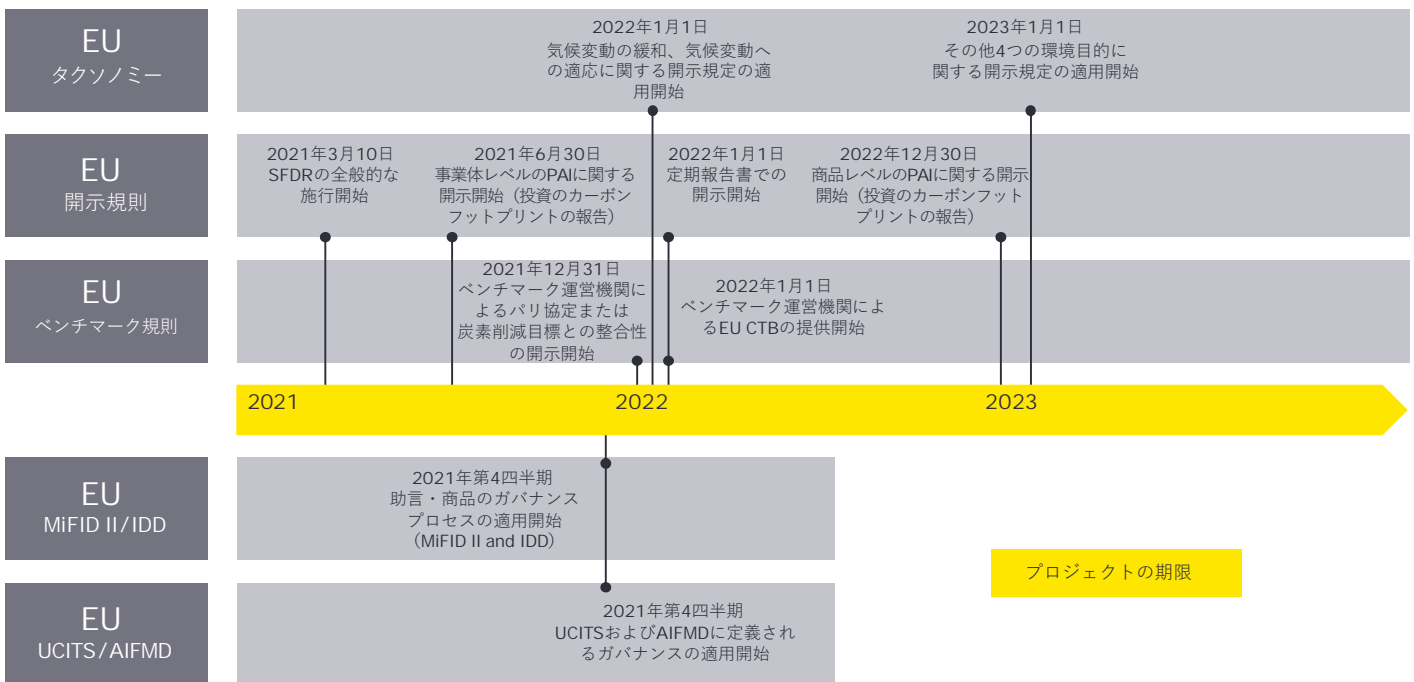 EU
タクソノミー
2022年1月1日
気候変動の緩和、気候変動へ
の適応に関する開示規定の適
用開始
2023年1月1日
その他4つの環境目的に
関する開示規定の適用開始
EU
開示規則
2021年3月10日
SFDRの全般的な
施行開始
2021年6月30日
事業体レベルのPAIに関する
開示開始（投資のカーボン
フットプリントの報告）
2022年1月1日
定期報告書での
開示開始
2022年12月30日
商品レベルのPAIに関する開示
開始（投資のカーボンフット
プリントの報告）
EU
ベンチマーク規則
2021年12月31日
ベンチマーク運営機関に
よるパリ協定または
炭素削減目標との整合性
の開示開始
2022年1月1日
ベンチマーク運営機関によ
るEU CTBの提供開始
2021
2022
2023
EU
MiFID II/IDD
2021年第4四半期
助言・商品のガバナンス
プロセスの適用開始
（MiFID II and IDD）
プロジェクトの期限
EU
UCITS/AIFMD
2021年第4四半期
UCITSおよびAIFMDに定義され
るガバナンスの適用開始